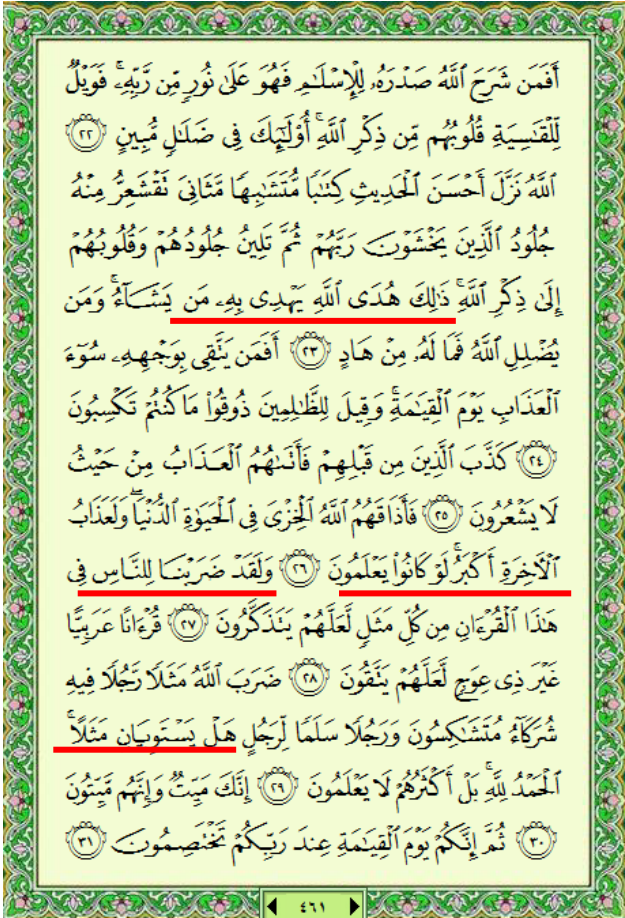 أَفَمَن شَرَحَ ٱللَّهُ صَدْرَهُۥ لِلْإِسْلَٰمِ فَهُوَ عَلَىٰ نُورٍ مِّن رَّبِّهِۦ ۚ فَوَيْلٌ
لِّلْقَٰسِيَةِ قُلُوبُهُم مِّن ذِكْرِ ٱللَّهِ ۚ أُو۟لَٰٓئِكَ فِى ضَلَٰلٍ مُّبِينٍ ٢٢
ٱللَّهُ نَزَّلَ أَحْسَنَ ٱلْحَدِيثِ كِتَٰبًا مُّتَشَٰبِهًا مَّثَانِىَ تَقْشَعِرُّ مِنْهُ
جُلُودُ ٱلَّذِينَ يَخْشَوْنَ رَبَّهُمْ ثُمَّ تَلِينُ جُلُودُهُمْ وَقُلُوبُهُمْ
إِلَىٰ ذِكْرِ ٱللَّهِ ۚ ذَٰلِكَ هُدَى ٱللَّهِ يَهْدِى بِهِۦ مَن يَشَآءُ ۚ وَمَن
يُضْلِلِ ٱللَّهُ فَمَا لَهُۥ مِنْ هَادٍ ٢٣ أَفَمَن يَتَّقِى بِوَجْهِهِۦ سُوٓءَ
ٱلْعَذَابِ يَوْمَ ٱلْقِيَٰمَةِ ۚ وَقِيلَ لِلظَّٰلِمِينَ ذُوقُوا۟ مَا كُنتُمْ تَكْسِبُونَ
٢٤ كَذَّبَ ٱلَّذِينَ مِن قَبْلِهِمْ فَأَتَىٰهُمُ ٱلْعَذَابُ مِنْ حَيْثُ
لَا يَشْعُرُونَ ٢٥ فَأَذَاقَهُمُ ٱللَّهُ ٱلْخِزْىَ فِى ٱلْحَيَوٰةِ ٱلدُّنْيَا ۖ وَلَعَذَابُ
ٱلْءَاخِرَةِ أَكْبَرُ ۚ لَوْ كَانُوا۟ يَعْلَمُونَ ٢٦ وَلَقَدْ ضَرَبْنَا لِلنَّاسِ فِى
هَٰذَا ٱلْقُرْءَانِ مِن كُلِّ مَثَلٍ لَّعَلَّهُمْ يَتَذَكَّرُونَ ٢٧ قُرْءَانًا عَرَبِيًّا
غَيْرَ ذِى عِوَجٍ لَّعَلَّهُمْ يَتَّقُونَ ٢٨ ضَرَبَ ٱللَّهُ مَثَلًا رَّجُلًا فِيهِ
شُرَكَآءُ مُتَشَٰكِسُونَ وَرَجُلًا سَلَمًا لِّرَجُلٍ هَلْ يَسْتَوِيَانِ مَثَلًا ۚ
ٱلْحَمْدُ لِلَّهِ ۚ بَلْ أَكْثَرُهُمْ لَا يَعْلَمُونَ ٢٩ إِنَّكَ مَيِّتٌ وَإِنَّهُم مَّيِّتُونَ
٣٠ ثُمَّ إِنَّكُمْ يَوْمَ ٱلْقِيَٰمَةِ عِندَ رَبِّكُمْ تَخْتَصِمُونَ ٣١
٤٦١